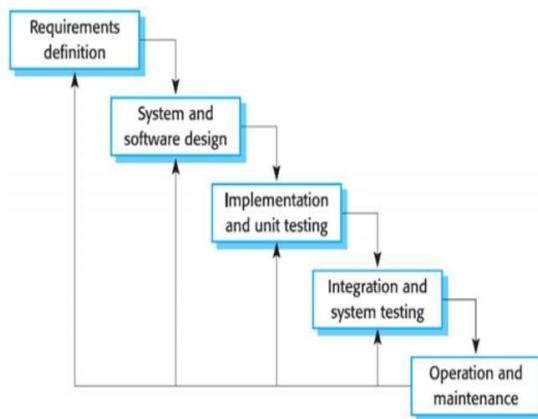 Requirements
definition
System and
software design
Implementation
and unit testing
Integration and
system testing
Operation and
maintenance